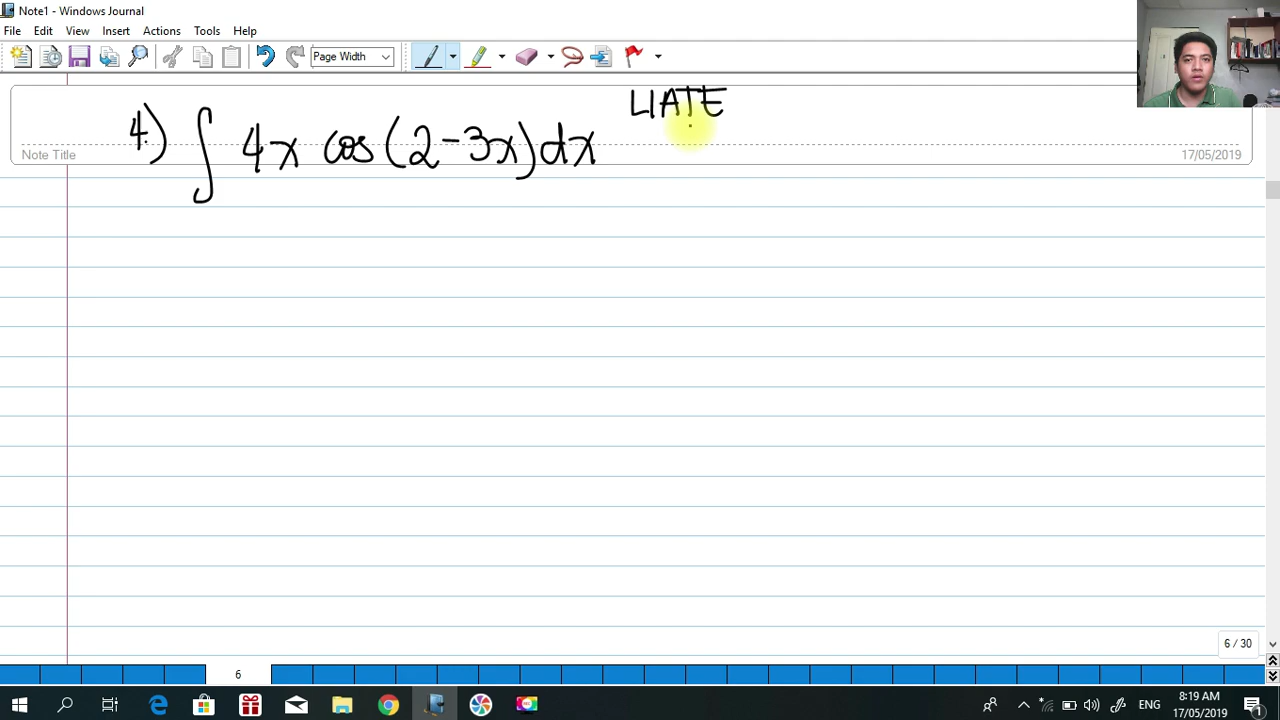 Note1 - Windows Journal
File Edit View Insert Actions Tools Help
Page Width
LIATE
4.) ∫ 4x cos(2-3x)dx
Note Title
17/05/2019
6 / 30
6
8:19 AM
ENG
17/05/2019
1